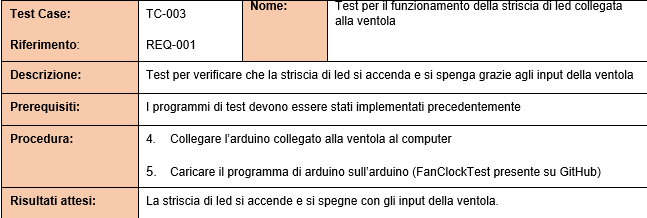 Test Case: TC-003 Nome: Test per il funzionamento della striscia di led collegata
alla ventola
Riferimento: REQ-001
Descrizione: Test per verificare che la striscia di led si accenda e si spenga grazie agli input della ventola
Prerequisiti: I programmi di test devono essere stati implementati precedentemente
Procedura: 4. Collegare l'arduino collegato alla ventola al computer
5. Caricare il programma di arduino sull'arduino (FanClockTest presente su GitHub)
Risultati attesi: La striscia di led si accende e si spegne con gli input della ventola.